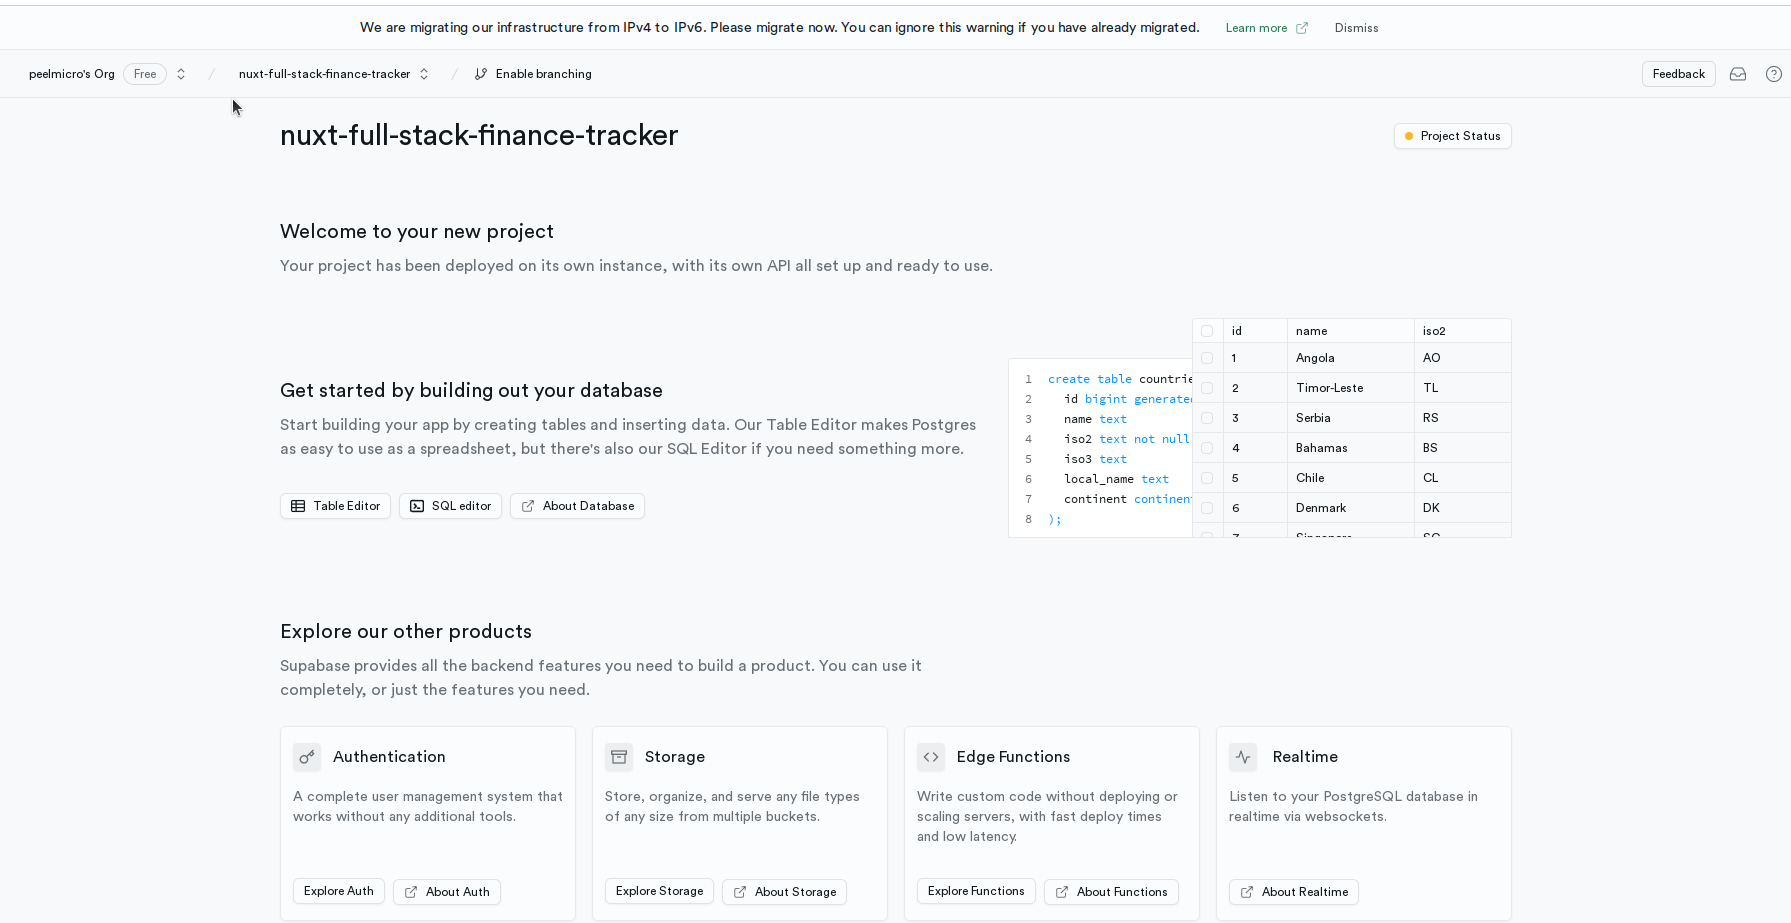 We are migrating our infrastructure from IPv4 to IPv6. Please migrate now. You can ignore this warning if you have already migrated. Learn more Dismiss
peelmicro's Org Free / nuxt-full-stack-finance-tracker / Enable branching Feedback
nuxt-full-stack-finance-tracker
Project Status
Welcome to your new project
Your project has been deployed on its own instance, with its own API all set up and ready to use.
Get started by building out your database
Start building your app by creating tables and inserting data. Our Table Editor makes Postgres
as easy to use as a spreadsheet, but there's also our SQL Editor if you need something more.
Table Editor SQL editor About Database
1 create table countrie
2 id bigint generated
3 name text
4 iso2 text not null
5 iso3 text
6 local_name text
7 continent continent
8 );
id name iso2
1 Angola AO
2 Timor-Leste TL
3 Serbia RS
4 Bahamas BS
5 Chile CL
6 Denmark DK
7 Singapore SG
Explore our other products
Supabase provides all the backend features you need to build a product. You can use it
completely, or just the features you need.
Authentication
A complete user management system that
works without any additional tools.
Explore Auth About Auth
Storage
Store, organize, and serve any file types
of any size from multiple buckets.
Explore Storage About Storage
Edge Functions
Write custom code without deploying or
scaling servers, with fast deploy times
and low latency.
Explore Functions About Functions
Realtime
Listen to your PostgreSQL database in
realtime via websockets.
About Realtime